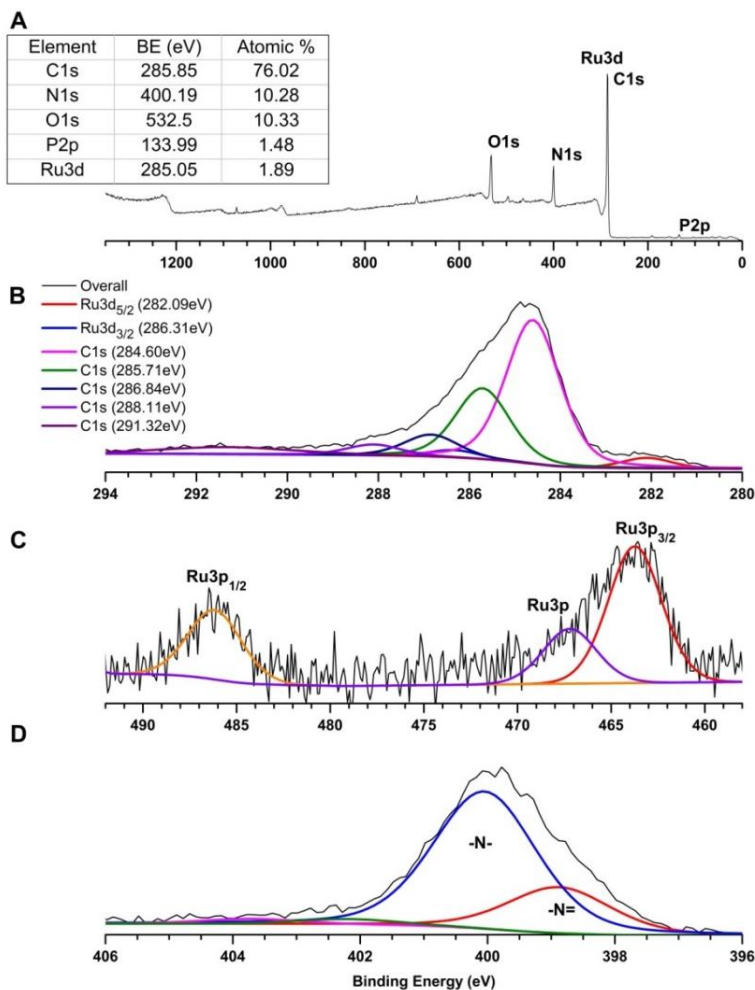 A
Element BE (eV) Atomic %
C1s 285.85 76.02
N1s 400.19 10.28
O1s 532.5 10.33
P2p 133.99 1.48
Ru3d 285.05 1.89
Ru3d
C1s
O1s
N1s
P2p
1200 1000 800 600 400 200 0
B
Overall
Ru3d5/2 (282.09eV)
Ru3d3/2 (286.31eV)
C1s (284.60eV)
C1s (285.71eV)
C1s (286.84eV)
C1s (288.11eV)
C1s (291.32eV)
294 292 290 288 286 284 282 280
C
Ru3p1/2
Ru3p
Ru3p3/2
490 485 480 475 470 465 460
D
-N-
-N=
406 404 402 400 398 396
Binding Energy (eV)